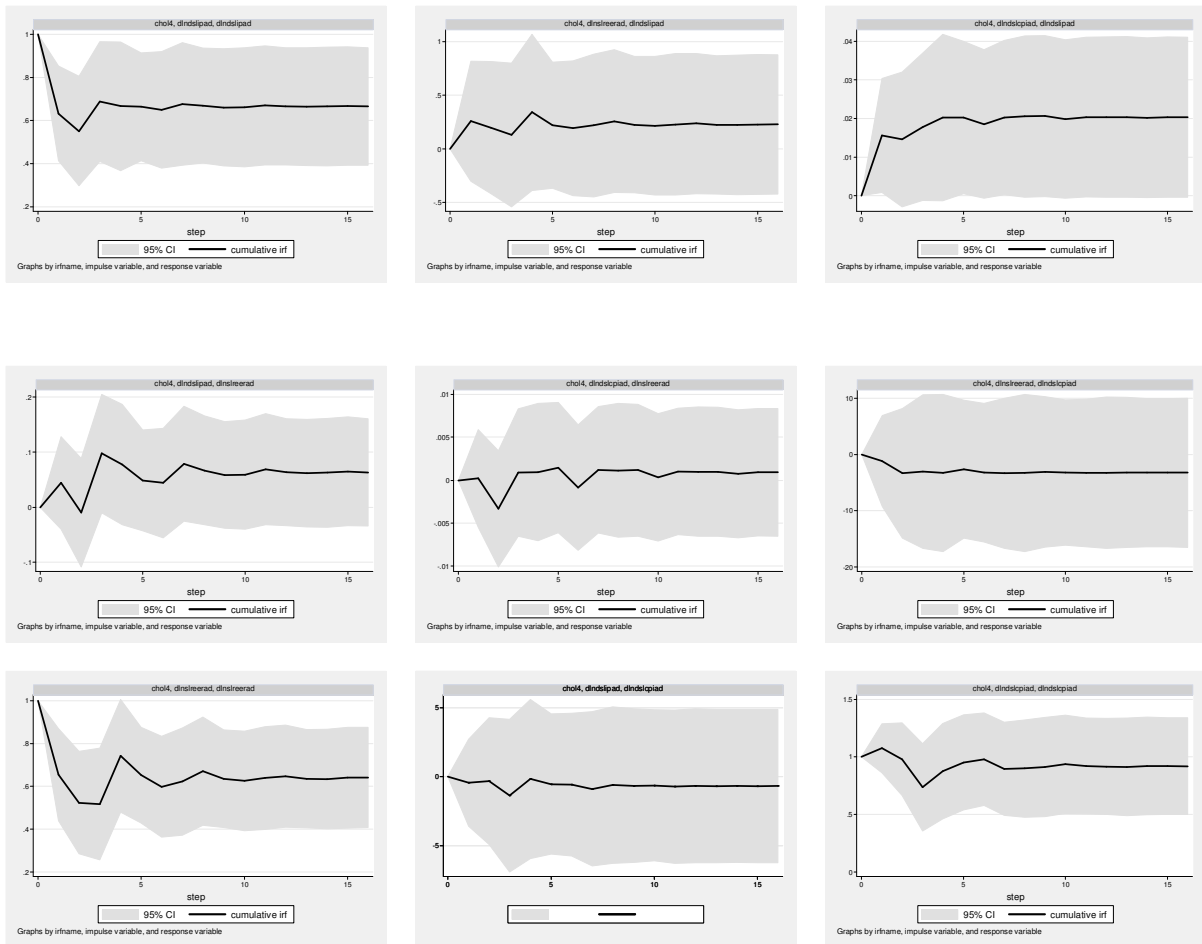 chol4, dlndslipad, dlndslipad
1
.8
.6
.4
.2
0 5 10 15
step
95% CI cumulative irf
Graphs by irfname, impulse variable, and response variable
chol4, dlnslreerad, dlndslipad
1
.5
0
-.5
0 5 10 15
step
95% CI cumulative irf
Graphs by irfname, impulse variable, and response variable
chol4, dlndslcpiad, dlndslipad
.04
.03
.02
.01
0
0 5 10 15
step
95% CI cumulative irf
Graphs by irfname, impulse variable, and response variable
chol4, dlndslipad, dlnslreerad
.2
.1
0
-.1
0 5 10 15
step
95% CI cumulative irf
Graphs by irfname, impulse variable, and response variable
chol4, dlndslcpiad, dlnslreerad
.01
.005
0
-.005
-.01
0 5 10 15
step
95% CI cumulative irf
Graphs by irfname, impulse variable, and response variable
chol4, dlnslreerad, dlndslcpiad
10
0
-10
-20
0 5 10 15
step
95% CI cumulative irf
Graphs by irfname, impulse variable, and response variable
chol4, dlnslreerad, dlnslreerad
1
.8
.6
.4
.2
0 5 10 15
step
95% CI cumulative irf
Graphs by irfname, impulse variable, and response variable
chol4, dlndslipad, dlndslcpiad
5
0
-5
0 5 10 15
chol4, dlndslcpiad, dlndslcpiad
1.5
1
.5
0
0 5 10 15
step
95% CI cumulative irf
Graphs by irfname, impulse variable, and response variable